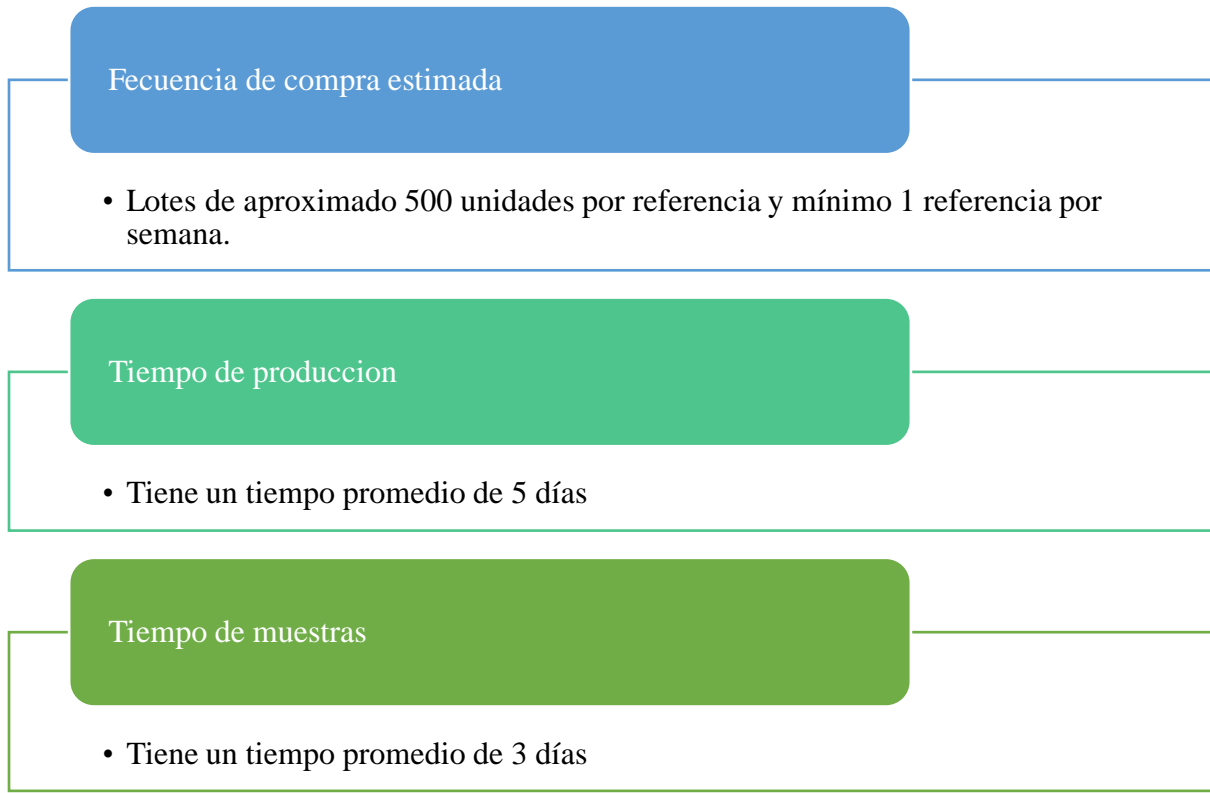 Fecuencia de compra estimada
• Lotes de aproximado 500 unidades por referencia y mínimo 1 referencia por
semana.
Tiempo de produccion
• Tiene un tiempo promedio de 5 días
Tiempo de muestras
• Tiene un tiempo promedio de 3 días